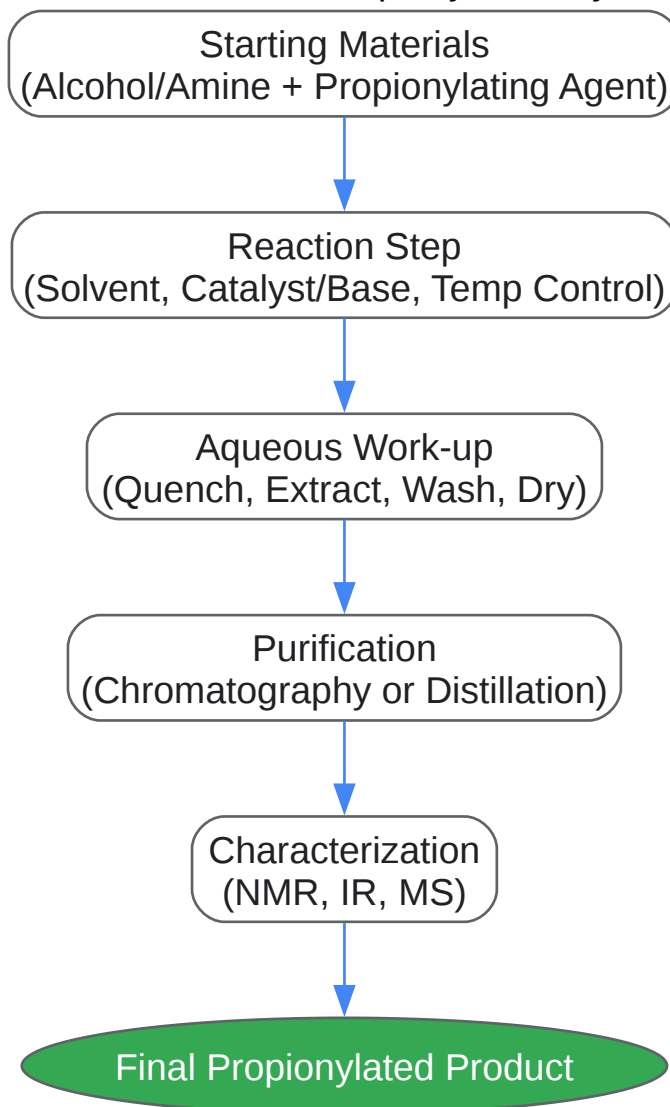 Starting Materials
(Alcohol/Amine + Propionylating Agent)
Reaction Step
(Solvent, Catalyst/Base, Temp Control)
Aqueous Work-up
(Quench, Extract, Wash, Dry)
Purification
(Chromatography or Distillation)
Characterization
(NMR, IR, MS)
Final Propionylated Product